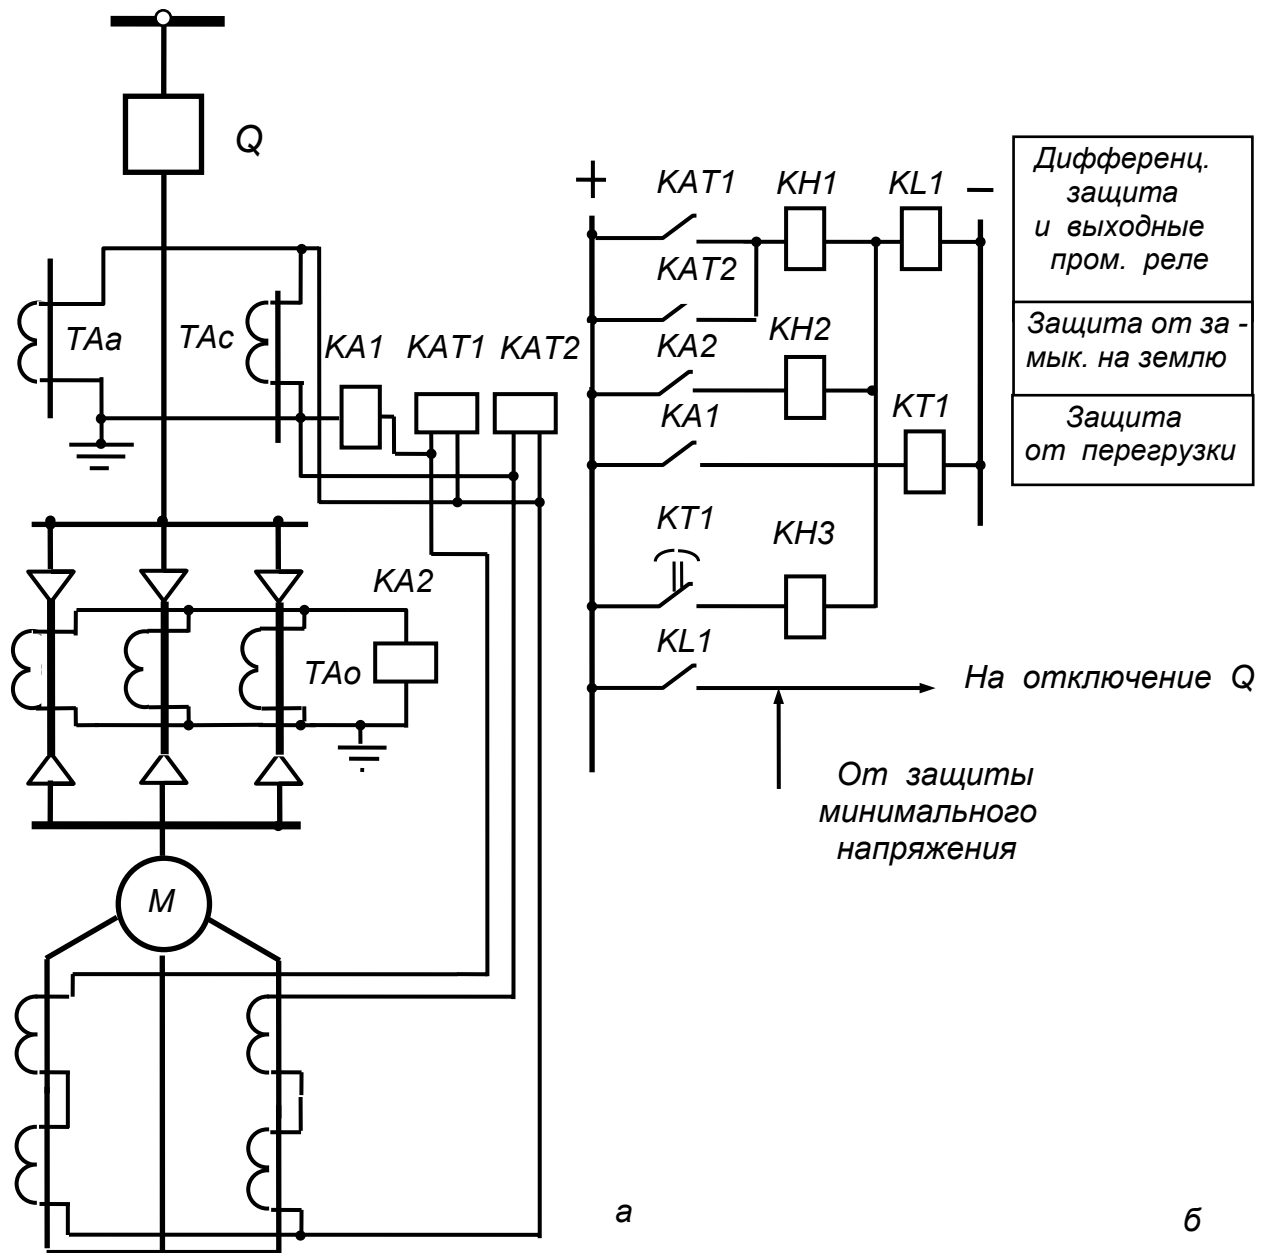 Q
+
KAT1
KH1
KL1
–
Дифференц.
защита
и выходные
пром. реле
KAT2
TAa
TAc
KA1
KAT1
KAT2
KA2
KH2
Защита от за -
мык. на землю
KT1
KA1
Защита
от перегрузки
KT1
KH3
KA2
TAo
KL1
На отключение Q
От защиты
минимального
напряжения
M
а
б